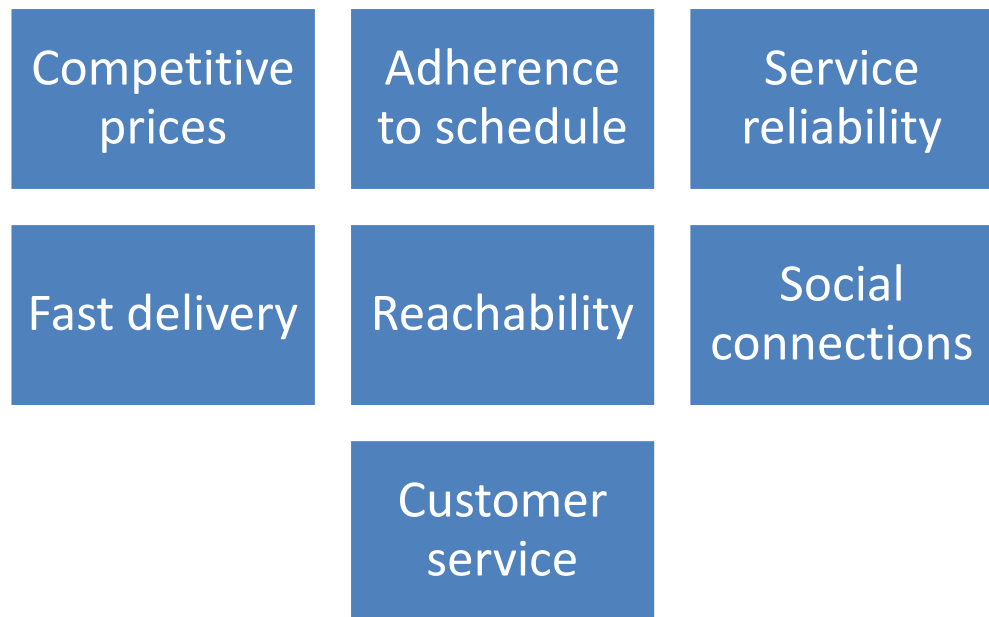 Competitive
prices
Adherence
to schedule
Service
reliability
Fast delivery
Reachability
Social
connections
Customer
service